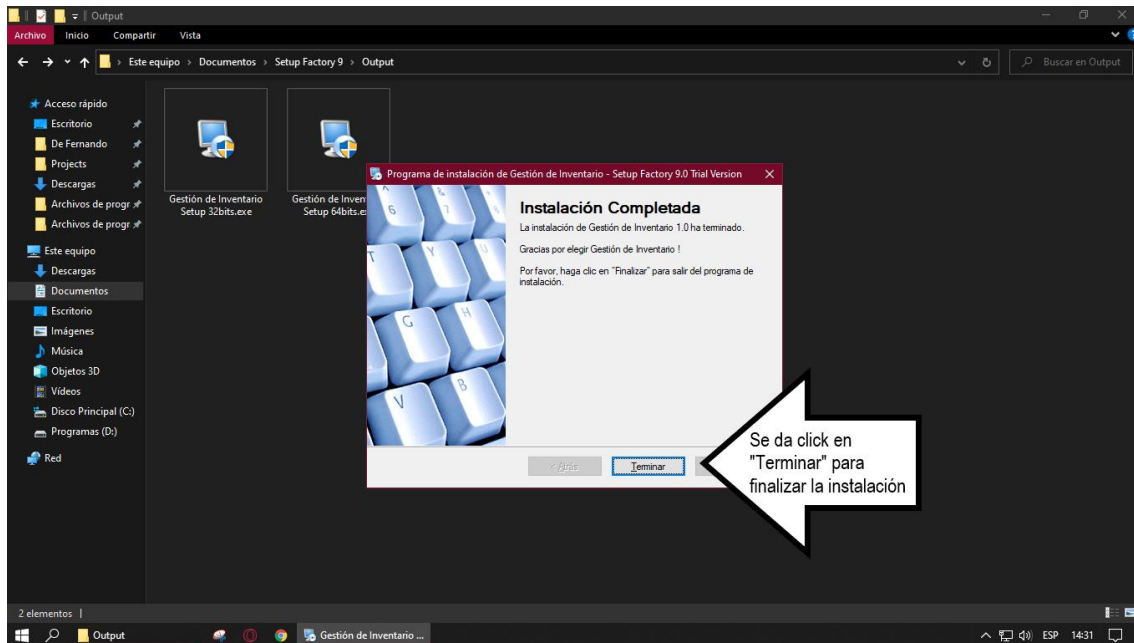 Output
Archivo Inicio Compartir Vista
Este equipo Documentos Setup Factory 9 Output
Buscar en Output
Acceso rápido
Escritorio
De Fernando
Projects
Descargas
Archivos de progr
Archivos de progr
Este equipo
Descargas
Documentos
Escritorio
Imágenes
Música
Objetos 3D
Vídeos
Disco Principal (C:)
Programas (D:)
Red
Gestión de Inventario
Setup 32bits.exe
Gestión de Inven
Setup 64bits.e
Programa de instalación de Gestión de Inventario - Setup Factory 9.0 Trial Version
6
T Y U
G H
V B
Instalación Completada
La instalación de Gestión de Inventario 1.0 ha terminado.
Gracias por elegir Gestión de Inventario !
Por favor, haga clic en "Finalizar" para salir del programa de
instalación.
< Atrás Terminar
Se da click en
"Terminar" para
finalizar la instalación
2 elementos
Output Gestión de Inventario ... ESP 14:31